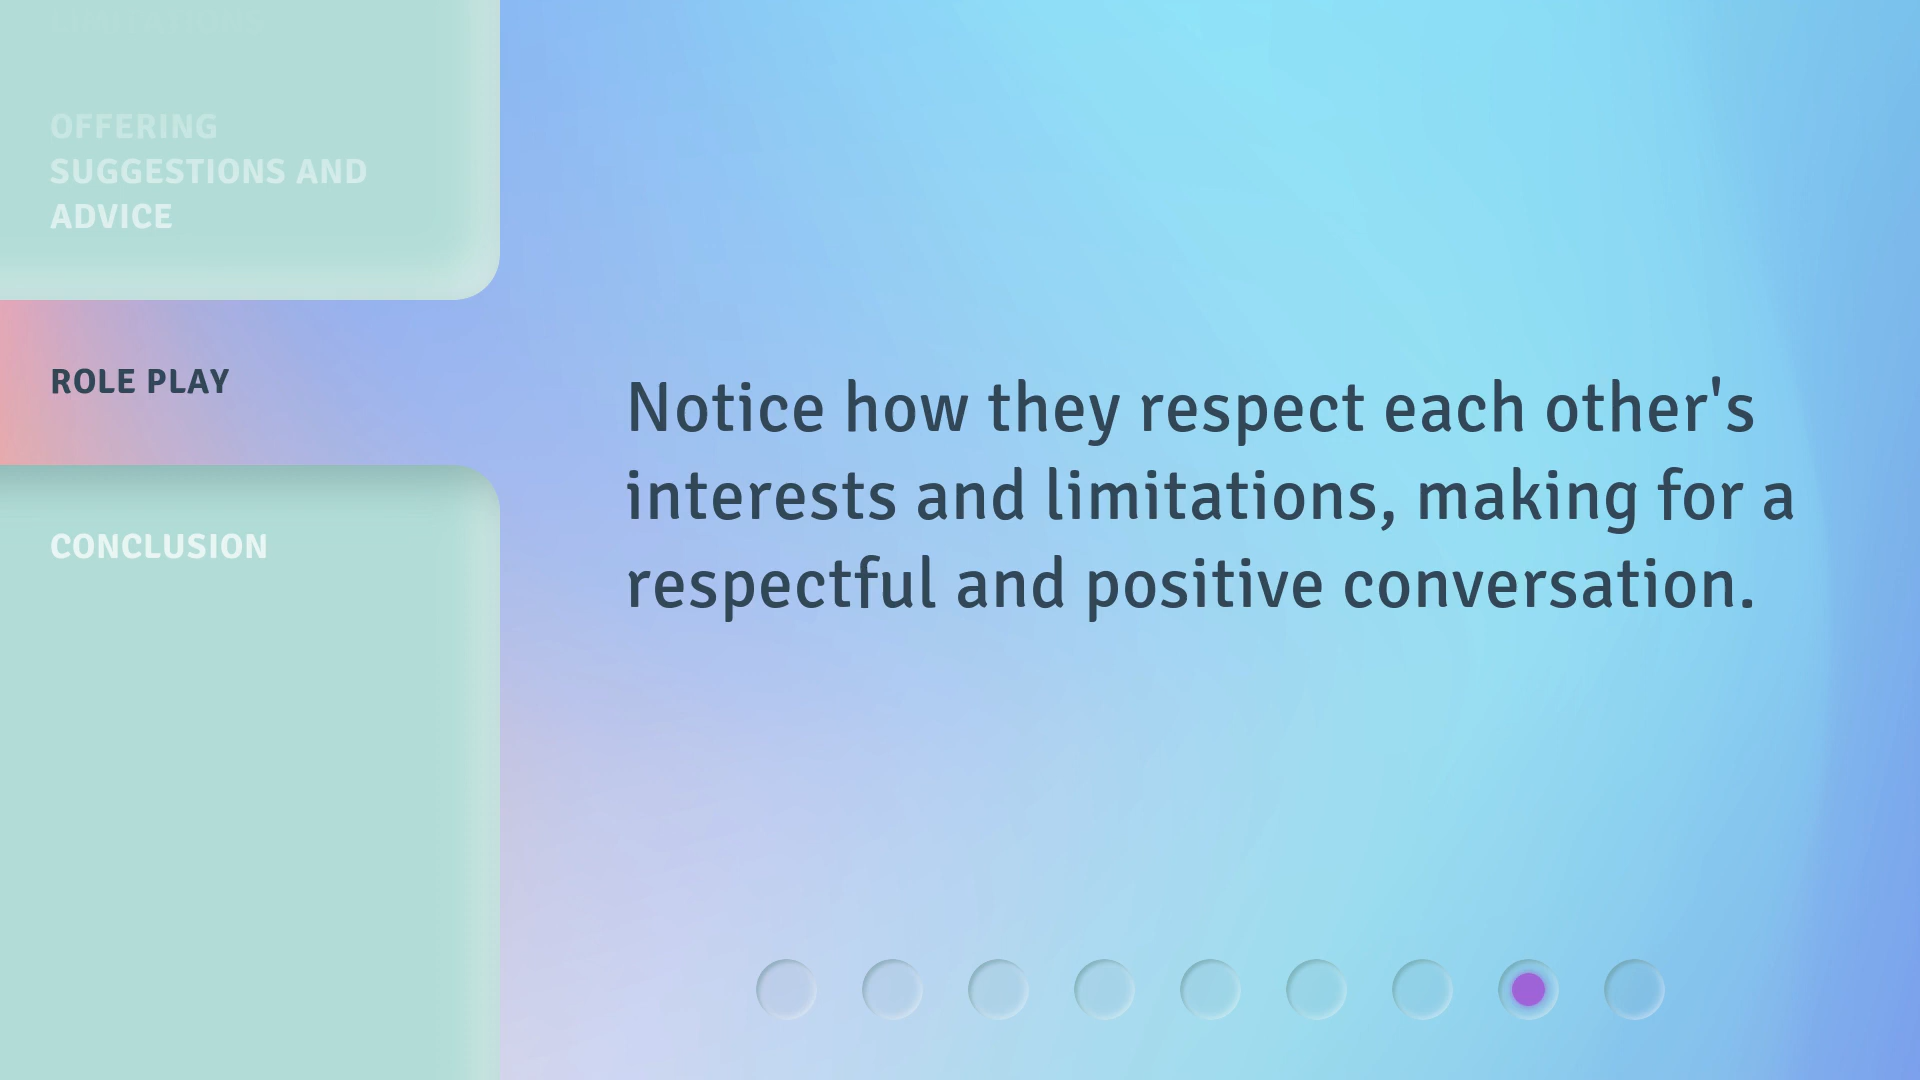 OFFERING
SUGGESTIONS AND
ADVICE
ROLE PLAY
CONCLUSION
Notice how they respect each other's
interests and limitations, making for a
respectful and positive conversation.